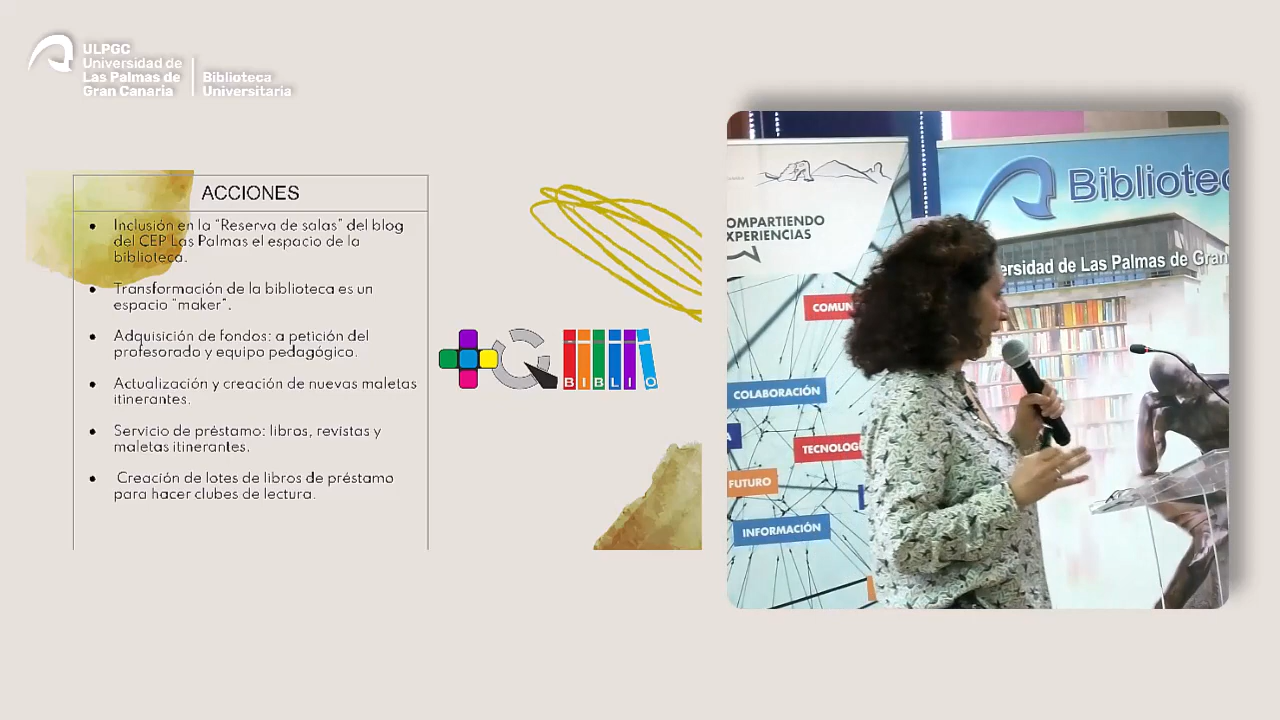 ULPGC
Universidad de
Las Palmas de
Gran Canaria
Biblioteca
Universitaria
ACCIONES
Inclusión en la “Reserva de salas” del blog
del CEP Las Palmas el espacio de la
biblioteca.
Transformación de la biblioteca es un
espacio “maker”.
Adquisición de fondos: a petición del
profesorado y equipo pedagógico.
Actualización y creación de nuevas maletas
itinerantes.
Servicio de préstamo: libros, revistas y
maletas itinerantes.
Creación de lotes de libros de préstamo
para hacer clubes de lectura.
BIBLIO
OMPARTIENDO
XPERIENCIAS
COMUN
COLABORACIÓN
TECNOLOG
FUTURO
INFORMACIÓN
Bibliotec
ersidad de Las Palmas de Gran